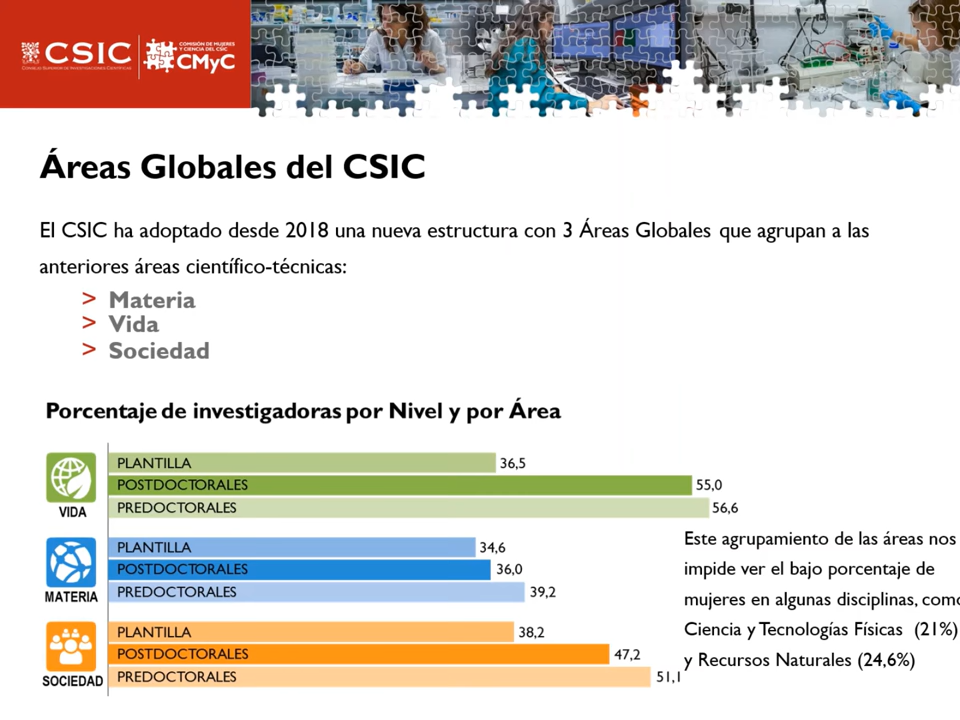 CSIC
CONSEJO SUPERIOR DE INVESTIGACIONES CIENTÍFICAS
COMISIÓN DE MUJERES
Y CIENCIA DEL CSIC
CMyC
Áreas Globales del CSIC
El CSIC ha adoptado desde 2018 una nueva estructura con 3 Áreas Globales que agrupan a las
anteriores áreas científico-técnicas:
> Materia
> Vida
> Sociedad
Porcentaje de investigadoras por Nivel y por Área
VIDA
PLANTILLA 36,5
POSTDOCTORALES 55,0
PREDOCTORALES 56,6
MATERIA
PLANTILLA 34,6
POSTDOCTORALES 36,0
PREDOCTORALES 39,2
SOCIEDAD
PLANTILLA 38,2
POSTDOCTORALES 47,2
PREDOCTORALES 51,1
Este agrupamiento de las áreas nos
impide ver el bajo porcentaje de
mujeres en algunas disciplinas, como
Ciencia y Tecnologías Físicas (21%)
y Recursos Naturales (24,6%)